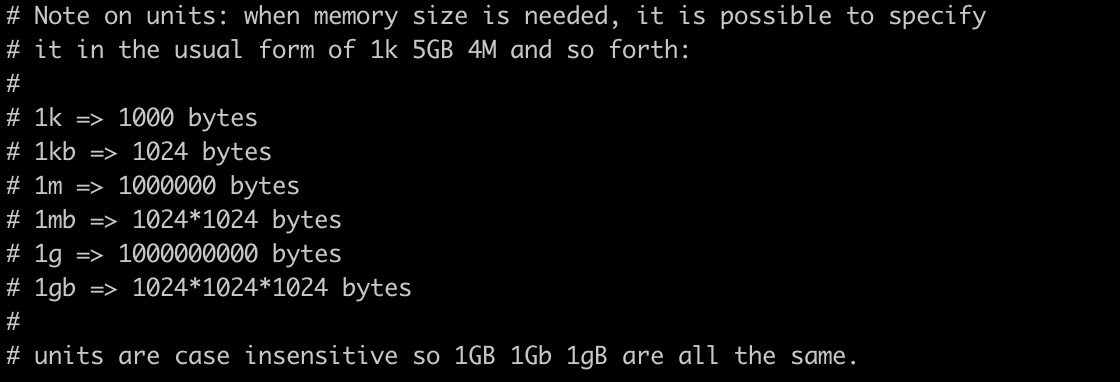 # Note on units: when memory size is needed, it is possible to specify
# it in the usual form of 1k 5GB 4M and so forth:
#
# 1k => 1000 bytes
# 1kb => 1024 bytes
# 1m => 1000000 bytes
# 1mb => 1024*1024 bytes
# 1g => 1000000000 bytes
# 1gb => 1024*1024*1024 bytes
#
# units are case insensitive so 1GB 1Gb 1gB are all the same.